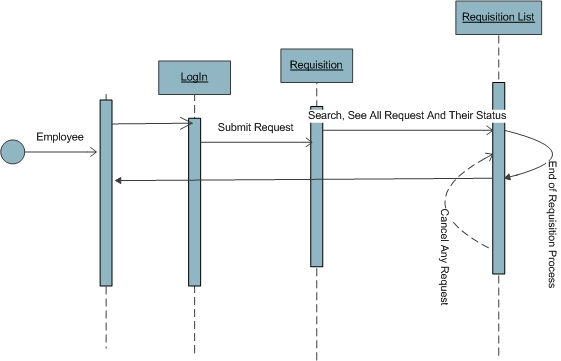 Requisition List
Requisition
LogIn
Search, See All Request And Their Status
Submit Request
Employee
End of Requisition Process
Cancel Any Request